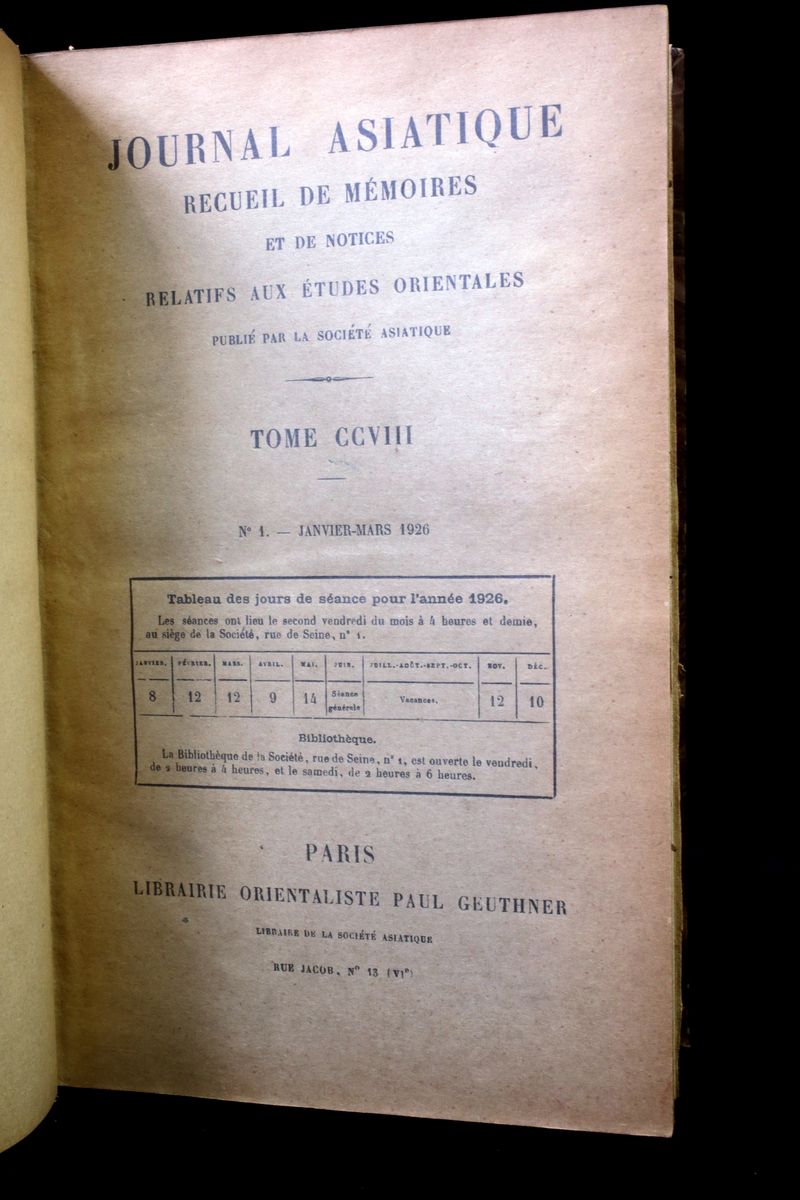 JOURNAL ASIATIQUE
RECUEIL DE MÉMOIRES
ET DE NOTICES
RELATIFS AUX ÉTUDES ORIENTALES
PUBLIÉ PAR LA SOCIÉTÉ ASIATIQUE
TOME CCVIII
N° 1. — JANVIER-MARS 1926
Tableau des jours de séance pour l'année 1926.
Les séances ont lieu le second vendredi du mois à 4 heures et demie,
au siège de la Société, rue de Seine, n° 1.
JANVIER. FÉVRIER. MARS. AVRIL. MAI. JUIN. JUILL.-AOÛT.-SEPT.-OCT. NOV. DÉC.
8 12 12 9 14 Séance générale Vacances. 12 10
Bibliothèque.
La Bibliothèque de la Société, rue de Seine, n° 1, est ouverte le vendredi,
de 2 heures à 4 heures, et le samedi, de 2 heures à 6 heures.
PARIS
LIBRAIRIE ORIENTALISTE PAUL GEUTHNER
LIBRAIRE DE LA SOCIÉTÉ ASIATIQUE
RUE JACOB, N° 13 (VIe)